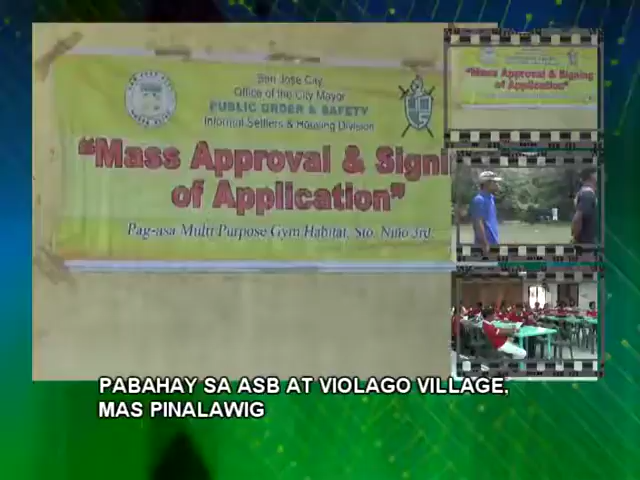 San Jose City
Office of the City Mayor
PUBLIC ORDER & SAFETY
Informal Settlers & Housing Division
"Mass Approval & Signi
of Application"
Pag-asa Multi Purpose Gym Habitat, Sto. Niño 3rd.
"Mass Approval & Signing
of Application"
PABAHAY SA ASB AT VIOLAGO VILLAGE,
MAS PINALAWIG